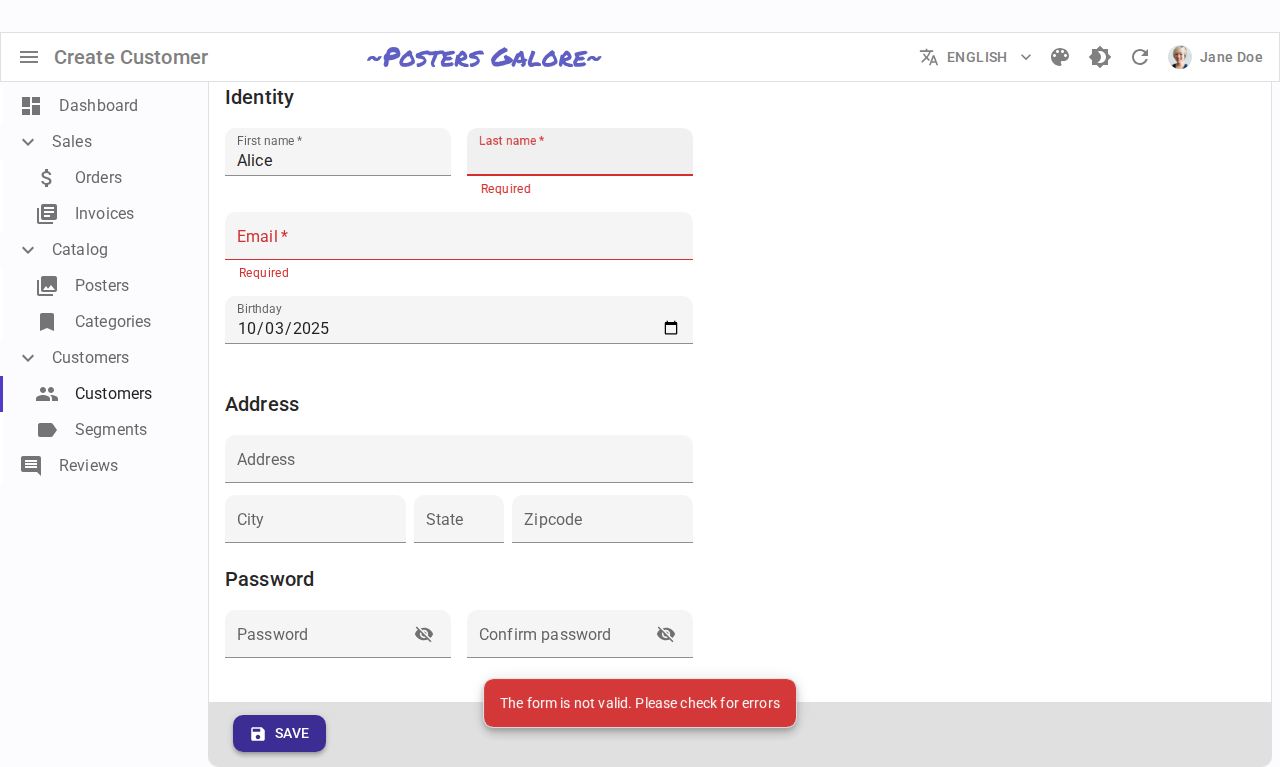 Create Customer
~Posters Galore~
ENGLISH
Jane Doe
Dashboard
Sales
Orders
Invoices
Catalog
Posters
Categories
Customers
Customers
Segments
Reviews
Identity
First name *
Alice
Last name *
Required
Email *
Required
Birthday
10/03/2025
Address
Address
City
State
Zipcode
Password
Password
Confirm password
The form is not valid. Please check for errors
SAVE